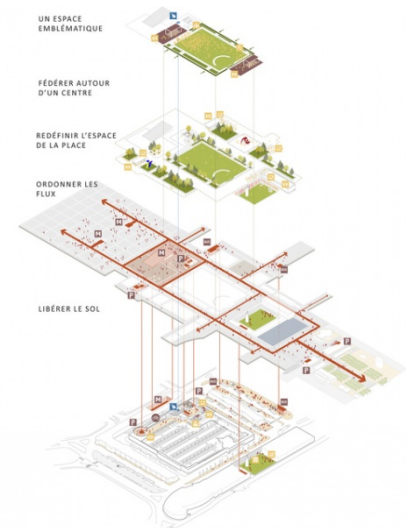 UN ESPACE
EMBLÉMATIQUE
FÉDÉRER AUTOUR
D'UN CENTRE
REDÉFINIR L'ESPACE
DE LA PLACE
ORDONNER LES
FLUX
M
M
M
P
P
LIBÉRER LE SOL
P
P
P
M
P
P
P